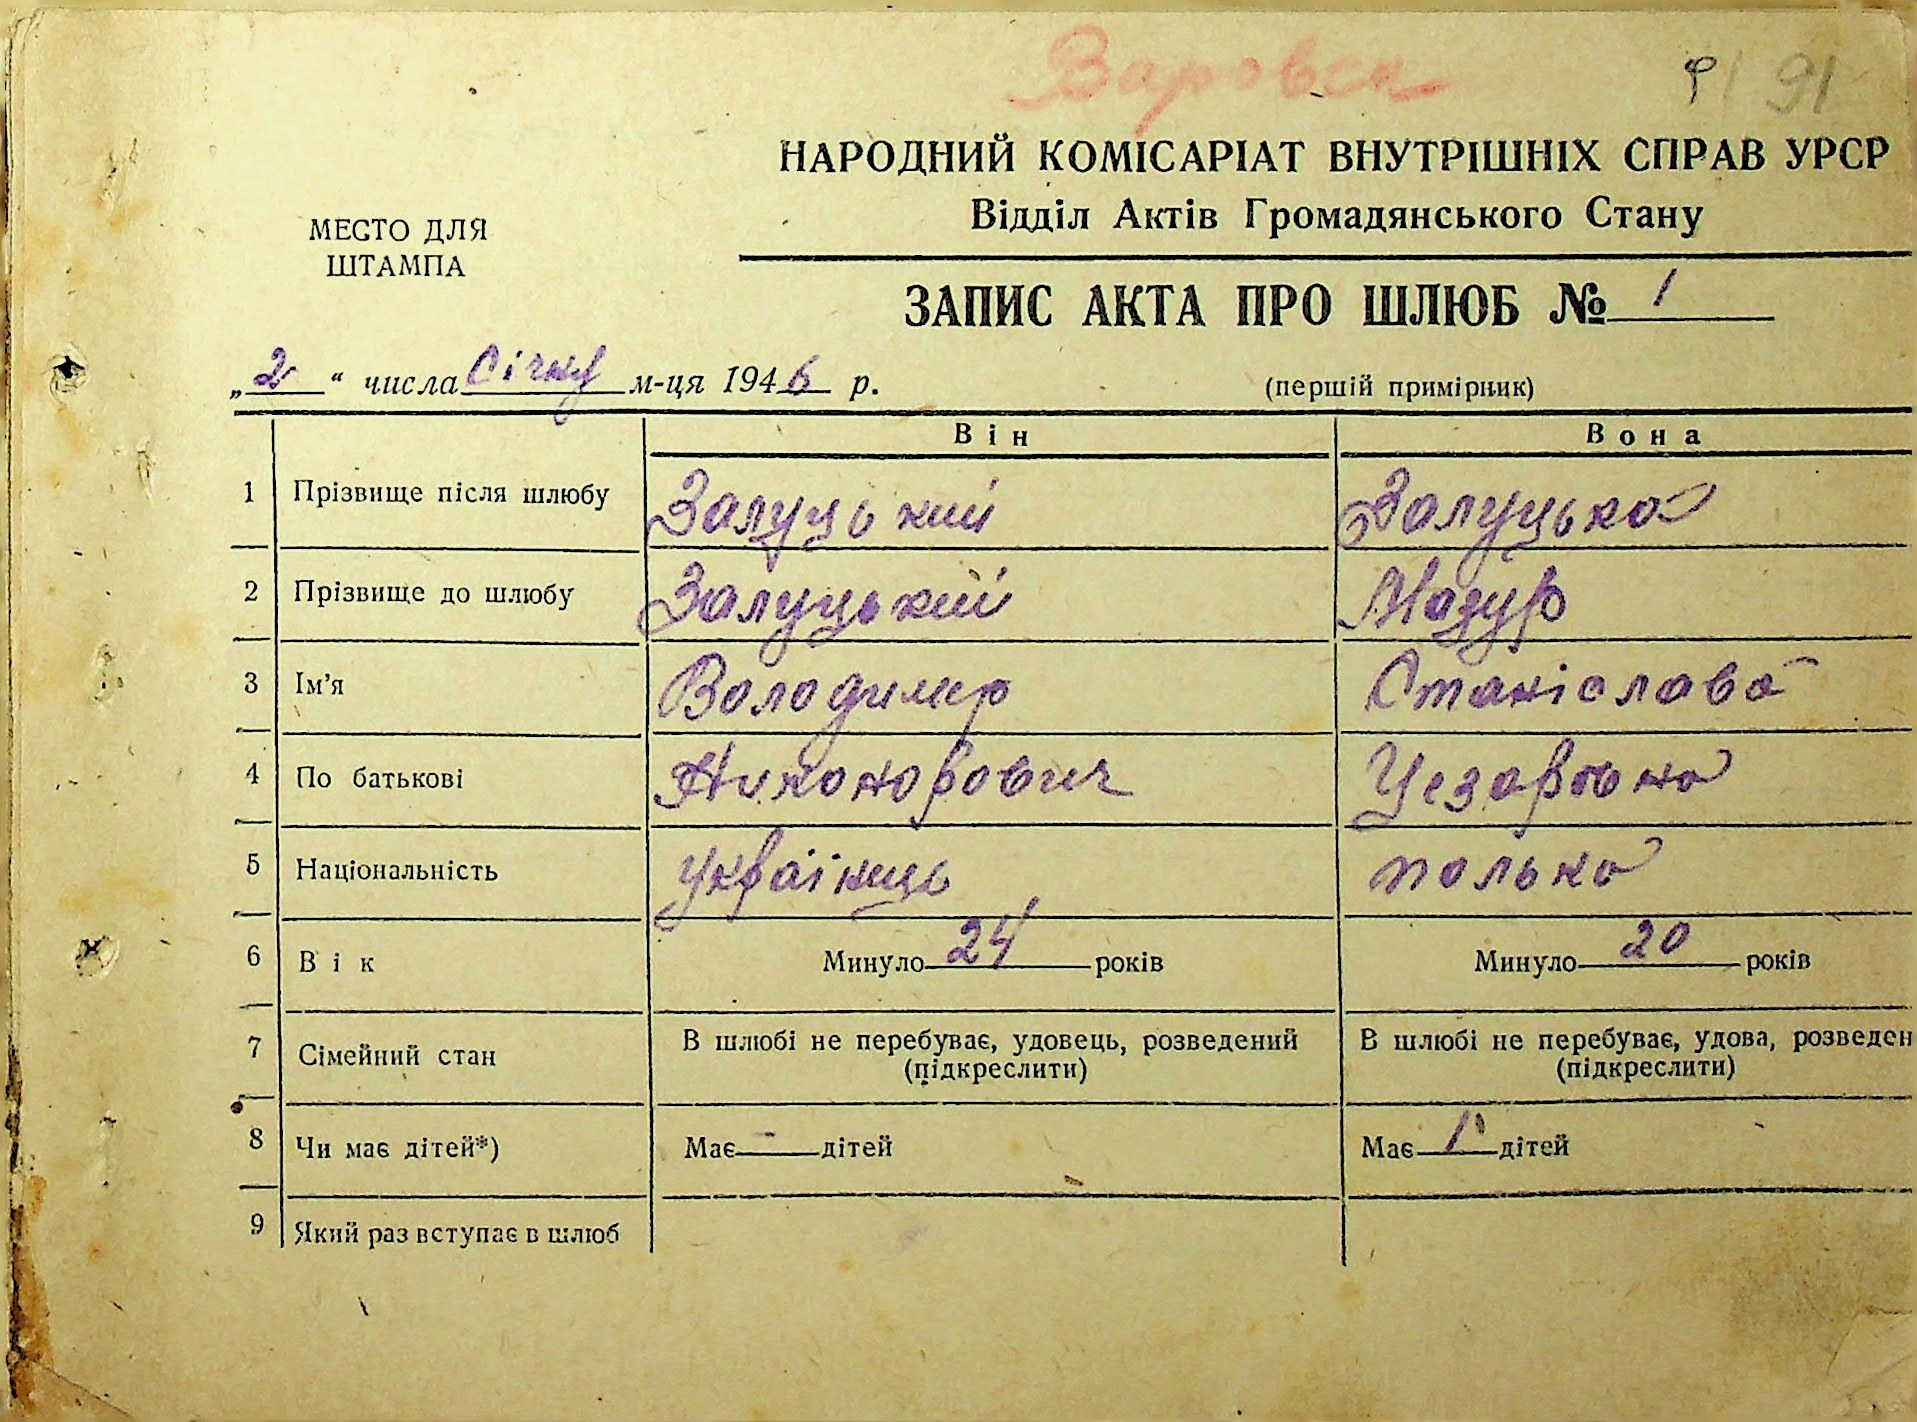 Заровск
91
НАРОДНИЙ КОМІСАРІАТ ВНУТРІШНІХ СПРАВ УРСР
Відділ Актів Громадянського Стану
МЕСТО ДЛЯ
ШТАМПА
ЗАПИС АКТА ПРО ШЛЮБ № 1
„2“ числа Січну м-ця 1946 р. (першій примірник)
Він Вона
1 Прізвище після шлюбу Залуцький Залуцька
2 Прізвище до шлюбу Залуцький Мазур
3 Ім’я Володимир Станіслава
4 По батькові Никонорович Цезаровна
5 Національність українець полька
6 Вік Минуло 24 років Минуло 20 років
7 Сімейний стан В шлюбі не перебуває, удовець, розведений (підкреслити) В шлюбі не перебуває, удова, розведен (підкреслити)
8 Чи має дітей*) Має - дітей Має 1 дітей
9 Який раз вступає в шлюб